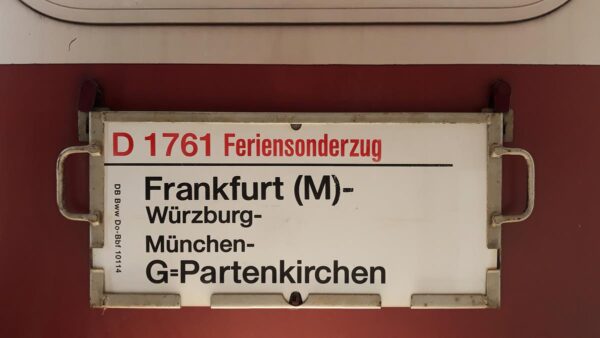 D 1761 Feriensonderzug
Frankfurt (M)-
Würzburg-
München-
G=Partenkirchen
DB Bww Do-Bbf 10114